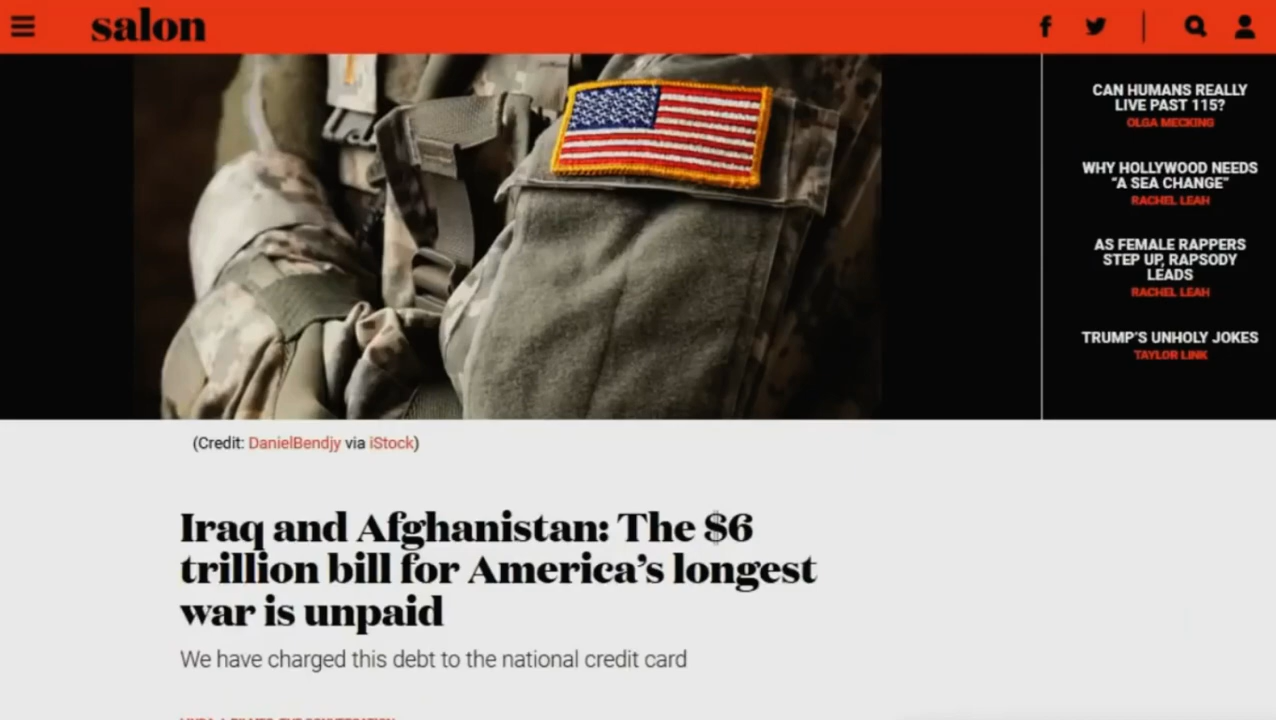 salon
CAN HUMANS REALLY
LIVE PAST 115?
OLGA MECKING
WHY HOLLYWOOD NEEDS
"A SEA CHANGE"
RACHEL LEAH
AS FEMALE RAPPERS
STEP UP, RAPSODY
LEADS
RACHEL LEAH
TRUMP'S UNHOLY JOKES
TAYLOR LINK
(Credit: DanielBendjy via iStock)
Iraq and Afghanistan: The $6
trillion bill for America's longest
war is unpaid
We have charged this debt to the national credit card